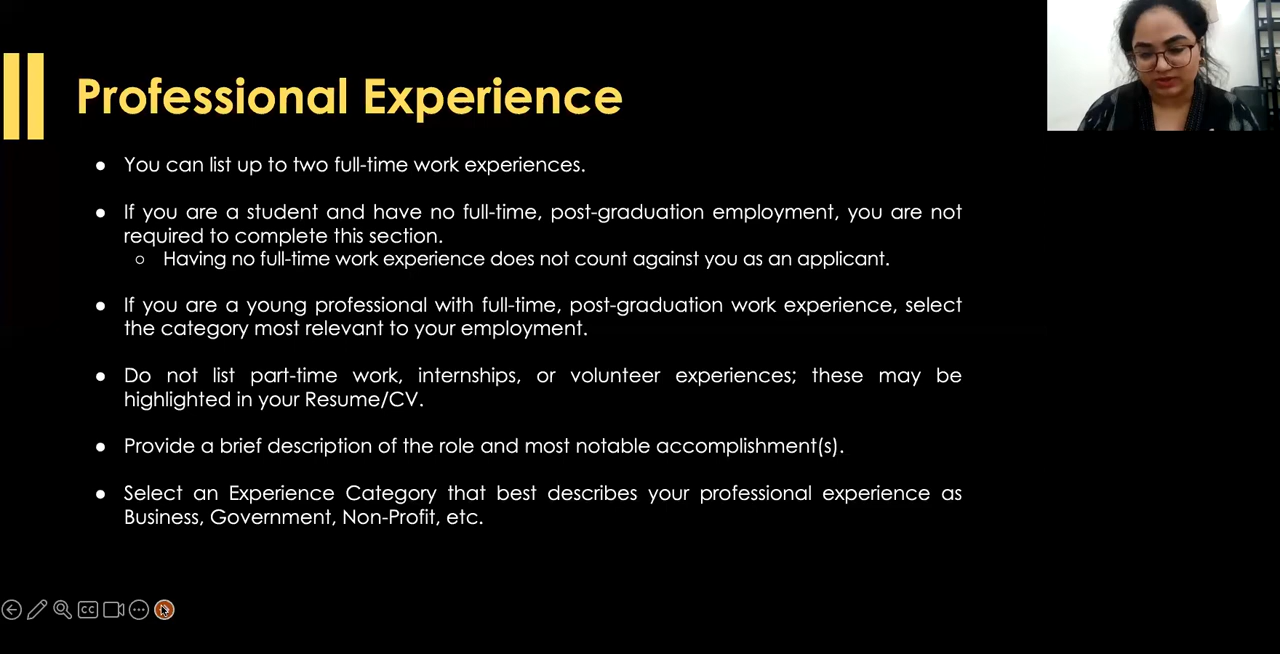 Professional Experience
● You can list up to two full-time work experiences.
● If you are a student and have no full-time, post-graduation employment, you are not
required to complete this section.
○ Having no full-time work experience does not count against you as an applicant.
● If you are a young professional with full-time, post-graduation work experience, select
the category most relevant to your employment.
● Do not list part-time work, internships, or volunteer experiences; these may be
highlighted in your Resume/CV.
● Provide a brief description of the role and most notable accomplishment(s).
● Select an Experience Category that best describes your professional experience as
Business, Government, Non-Profit, etc.
CC